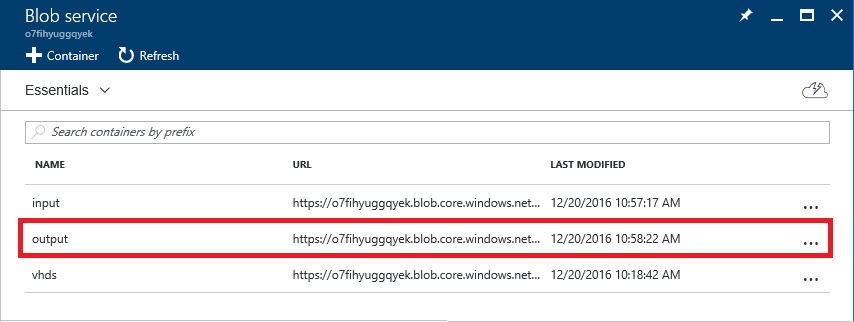 Blob service
o7fihyuggqyek
Container Refresh
Essentials
Search containers by prefix
NAME URL LAST MODIFIED
input https://o7fihyuggqyek.blob.core.windows.net... 12/20/2016 10:57:17 AM ...
output https://o7fihyuggqyek.blob.core.windows.net... 12/20/2016 10:58:22 AM ...
vhds https://o7fihyuggqyek.blob.core.windows.net... 12/20/2016 10:18:42 AM ...